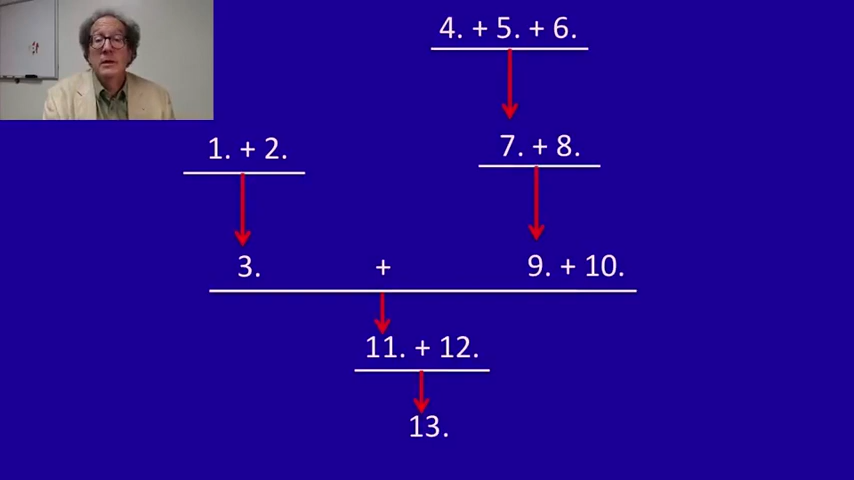 4. + 5. + 6.
1. + 2.
7. + 8.
3. + 9. + 10.
11. + 12.
13.